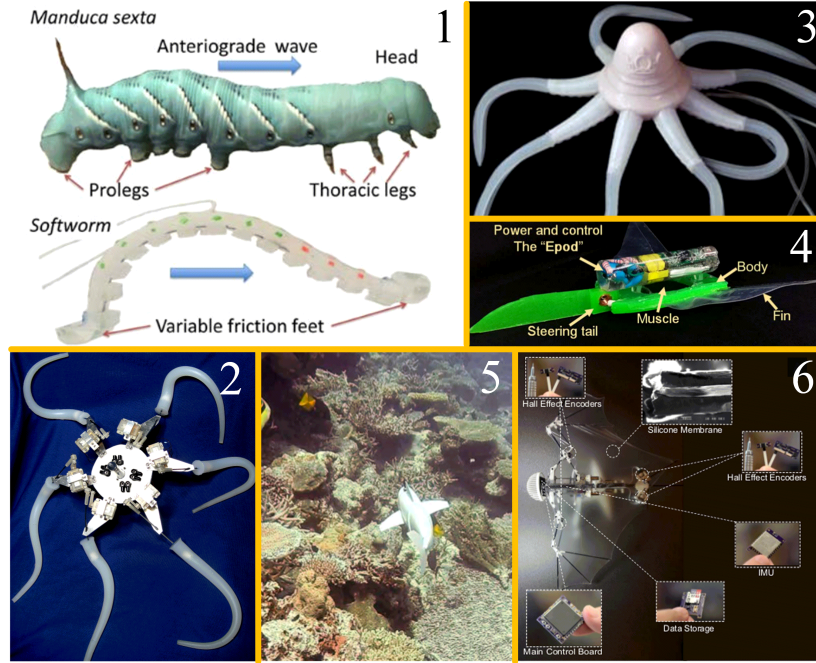 Manduca sexta
Anteriograde wave
Head
1
Prolegs
Thoracic legs
Softworm
Variable friction feet
3
4
Power and control
The "Epod"
Body
Steering tail
Muscle
Fin
2
5
6
Hall Effect Encoders
Silicone Membrane
Hall Effect Encoders
IMU
Data Storage
Main Control Board